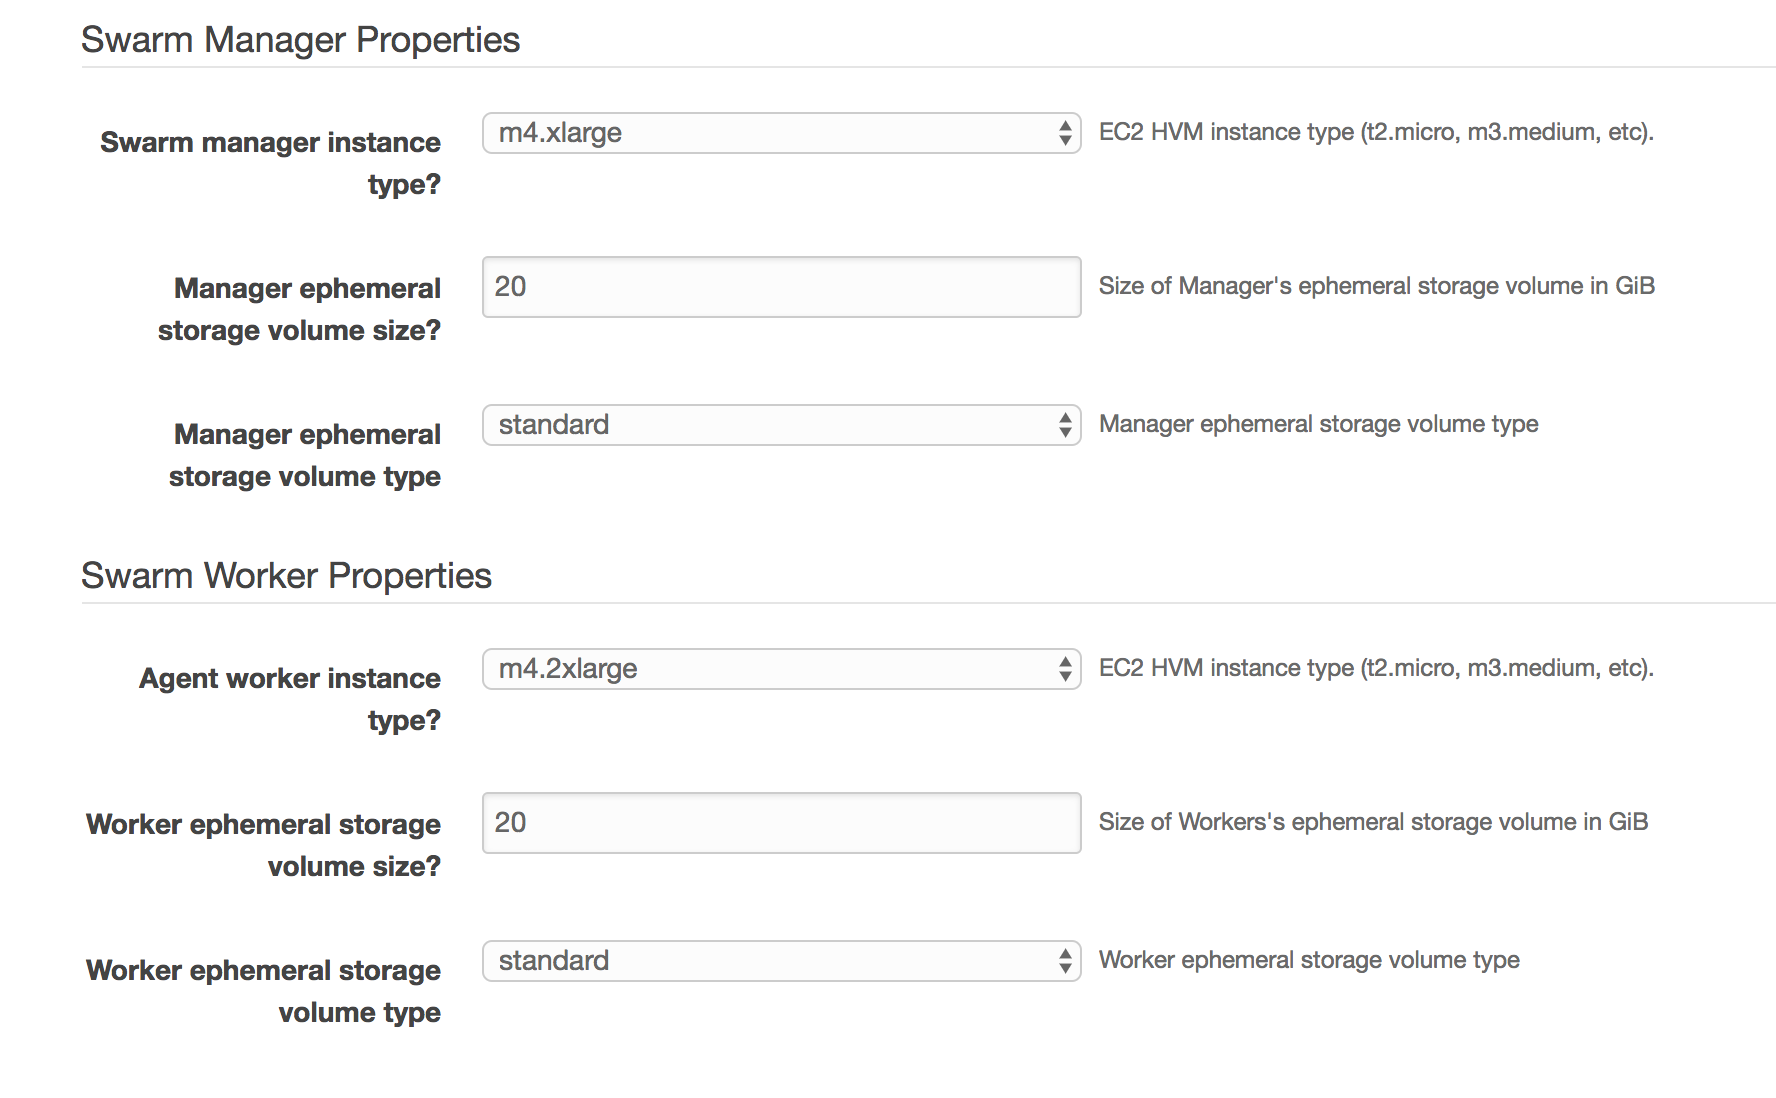 Swarm Manager Properties
Swarm manager instance
type?
m4.xlarge
EC2 HVM instance type (t2.micro, m3.medium, etc).
Manager ephemeral
storage volume size?
20
Size of Manager's ephemeral storage volume in GiB
Manager ephemeral
storage volume type
standard
Manager ephemeral storage volume type
Swarm Worker Properties
Agent worker instance
type?
m4.2xlarge
EC2 HVM instance type (t2.micro, m3.medium, etc).
Worker ephemeral storage
volume size?
20
Size of Workers's ephemeral storage volume in GiB
Worker ephemeral storage
volume type
standard
Worker ephemeral storage volume type